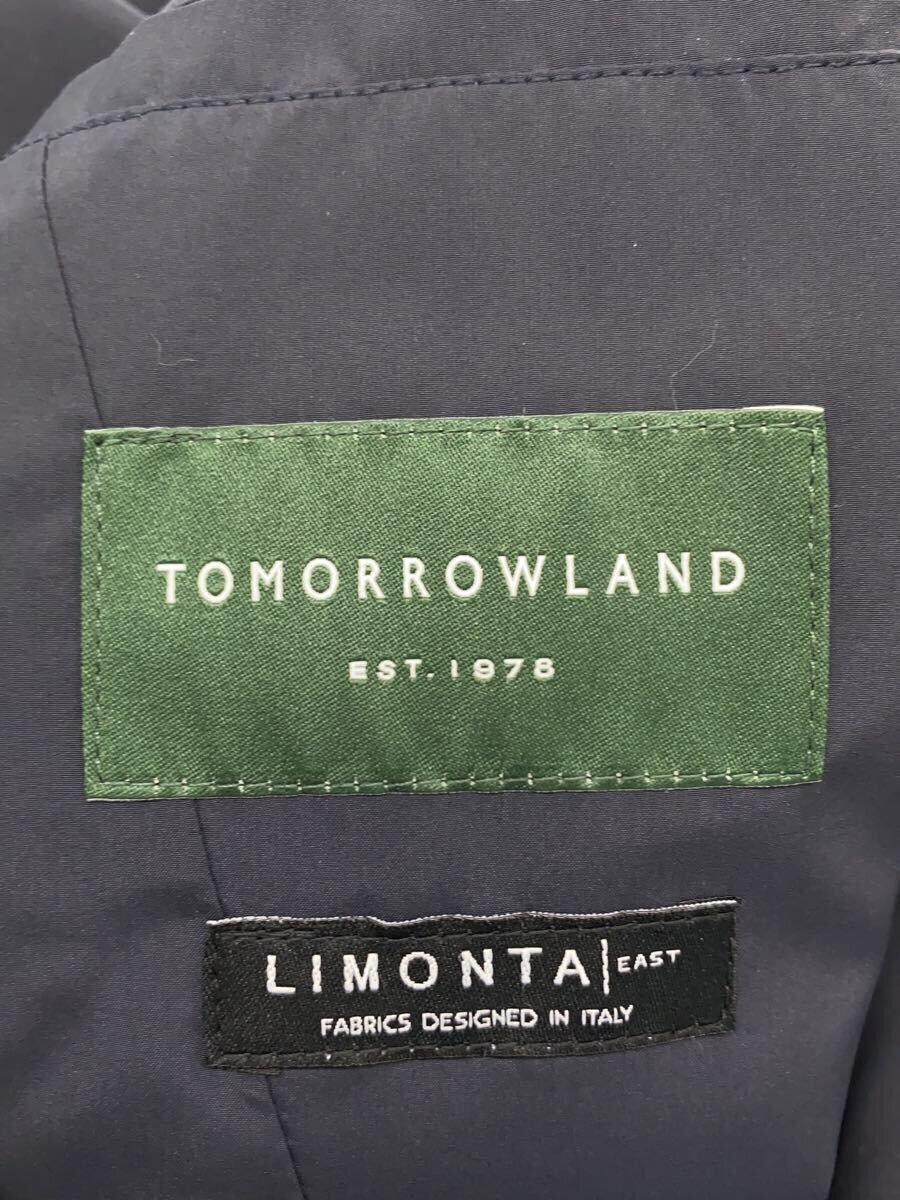 TOMORROWLAND
EST. 1978
LIMONTA| EAST
FABRICS DESIGNED IN ITALY